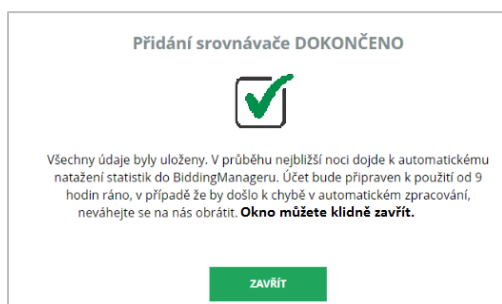 Přidání srovnávače DOKONČENO
Všechny údaje byly uloženy. V průběhu nejbližší noci dojde k automatickému
natažení statistik do BiddingManageru. Účet bude připraven k použití od 9
hodin ráno, v případě že by došlo k chybě v automatickém zpracování,
neváhejte se na nás obrátit. Okno můžete klidně zavřít.
ZAVŘÍT